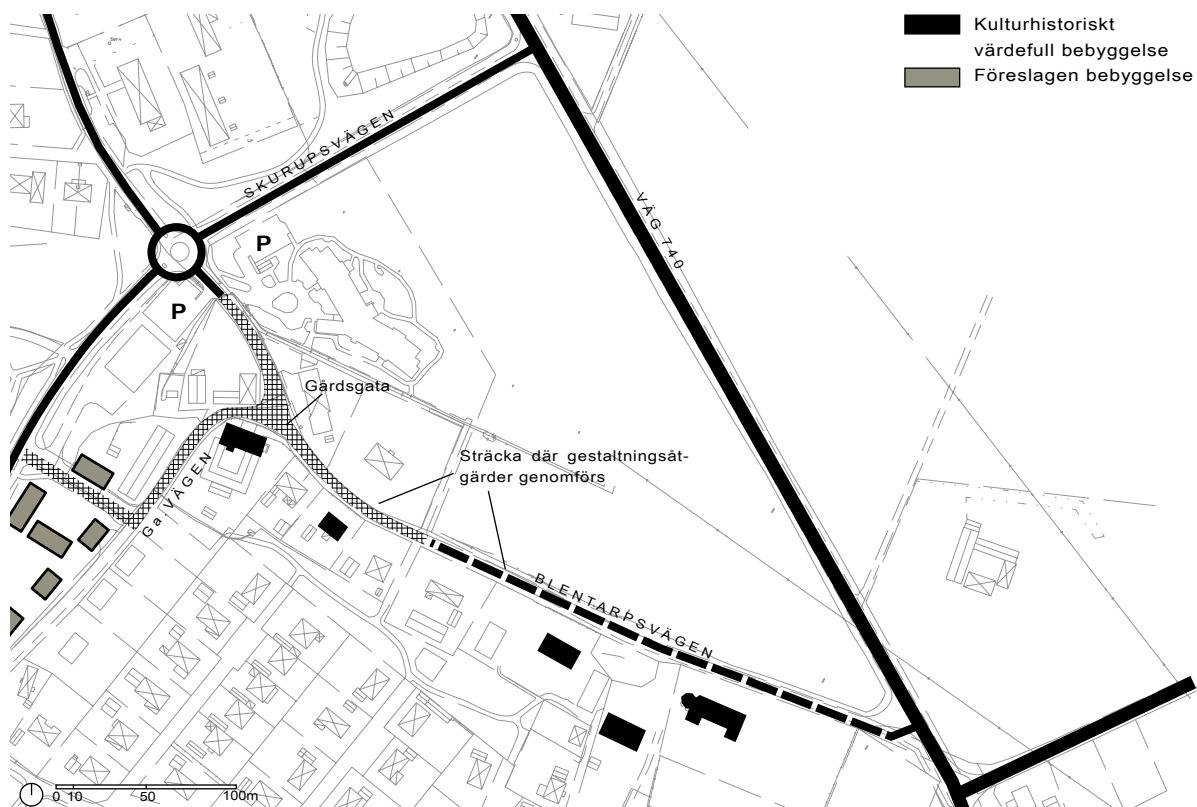 Kulturhistoriskt
värdefull bebyggelse
Föreslagen bebyggelse
SKURUPSVÄGEN
VÄG 740
P
P
Gårdsgata
Sträcka där gestaltningsåt-
gärder genomförs
Ga.VÄGEN
BLENTARPSVÄGEN
0 10 50 100m